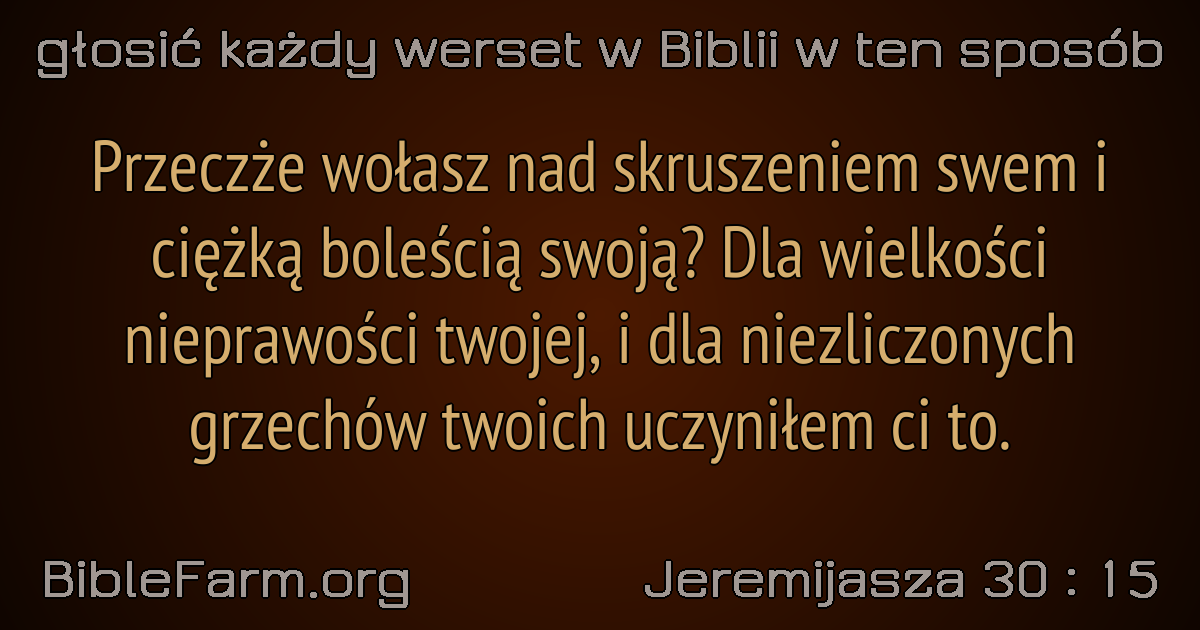 głosić każdy werset w Biblii w ten sposób
Przeczże wołasz nad skruszeniem swem i
ciężką boleścią swoją? Dla wielkości
nieprawości twojej, i dla niezliczonych
grzechów twoich uczyniłem ci to.
BibleFarm.org
Jeremijasza 30 : 15